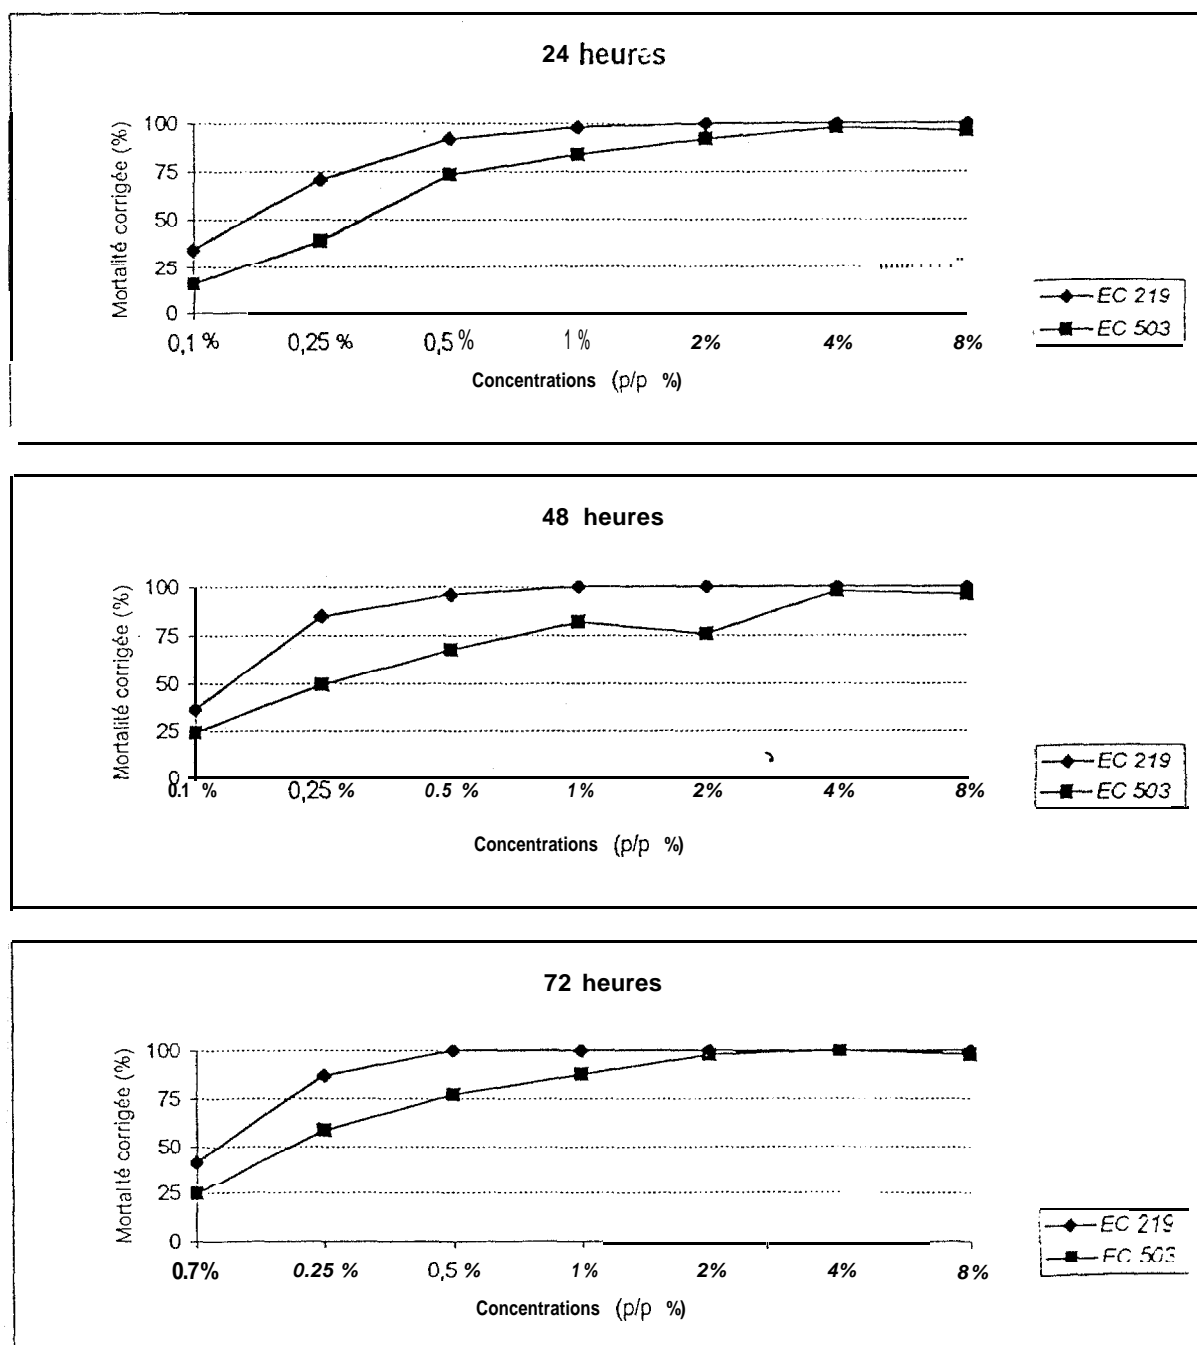 24 heures
Mortalité corrigée (%)
100
75
50
25
0
0,1 %
0,25 %
0,5 %
1 %
2%
4%
8%
Concentrations (p/p %)
EC 219
EC 503
48 heures
Mortalité corrigée (%)
100
75
50
25
0
0.1 %
0,25 %
0.5 %
1%
2%
4%
8%
Concentrations (p/p %)
EC 219
EC 503
72 heures
Mortalté corrigée (%)
100
75
50
25
0
0.7%
0.25 %
0,5 %
1%
2%
4%
8%
Concentrations (p/p %)
EC 219
EC 503